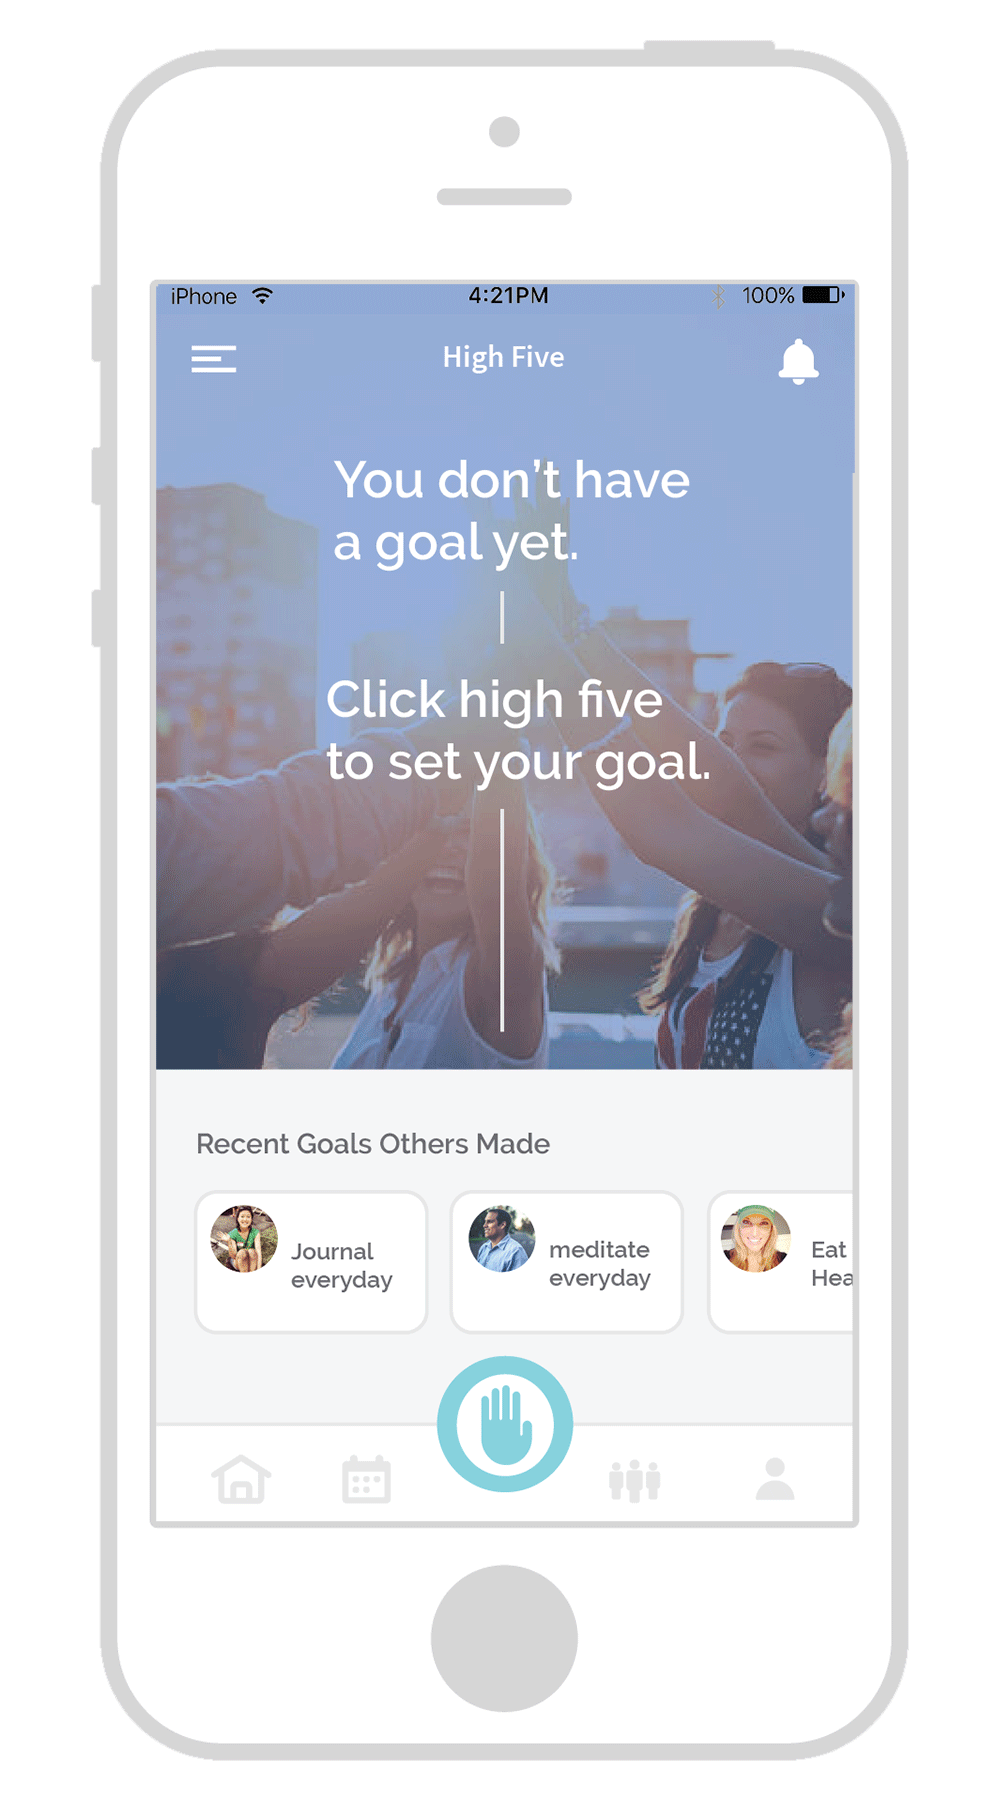 iPhone 4:21PM 100%
High Five
You don't have
a goal yet.
Click high five
to set your goal.
Recent Goals Others Made
Journal
everyday
meditate
everyday
Eat
Hea